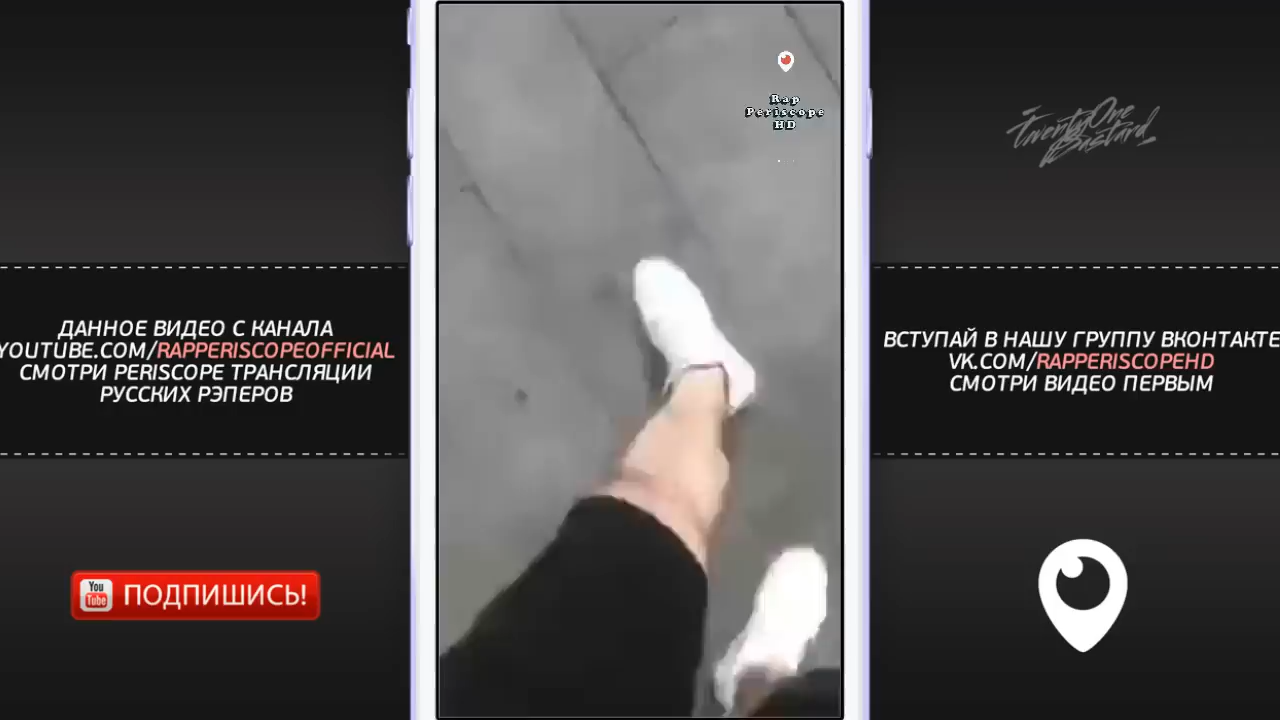 Rap
Periscope
HD
TwentyOne
Bastard
ДАННОЕ ВИДЕО С КАНАЛА
YOUTUBE.COM/RAPPERISCOPEOFFICIAL
СМОТРИ PERISCOPE ТРАНСЛЯЦИИ
РУССКИХ РЭПЕРОВ
ВСТУПАЙ В НАШУ ГРУППУ ВКОНТАКТЕ
VK.COM/RAPPERISCOPEHD
СМОТРИ ВИДЕО ПЕРВЫМ
You
Tube
ПОДПИШИСЬ!